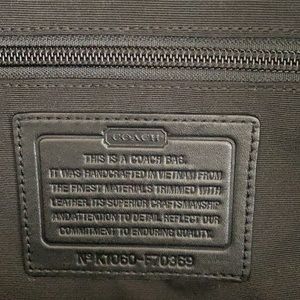 COACH
THIS IS A COACH BAG.
IT WAS HANDCRAFTED IN VIETNAM FROM
THE FINEST MATERIALS TRIMMED WITH
LEATHER. ITS SUPERIOR CRAFTSMANSHIP
AND ATTENTION TO DETAIL REFLECT OUR
COMMITMENT TO ENDURING QUALITY.
Nº K1060-F70369